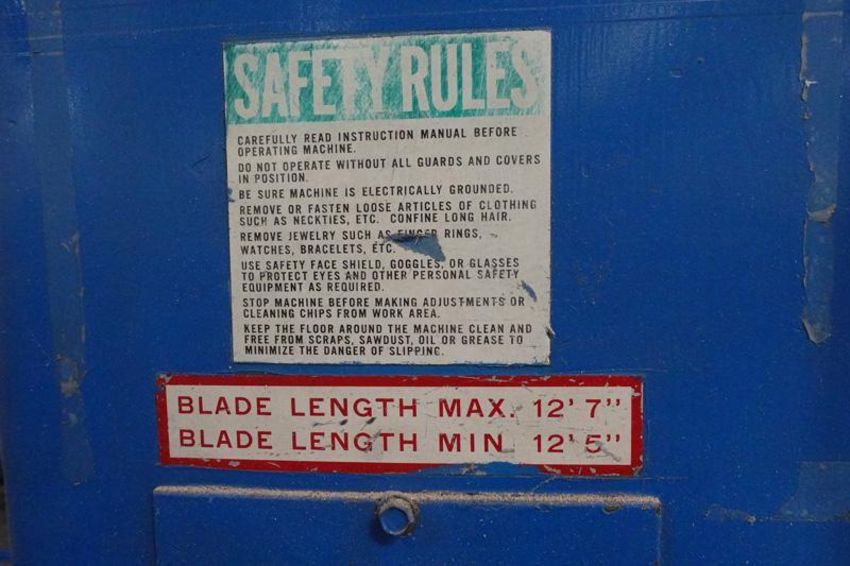 SAFETY RULES
CAREFULLY READ INSTRUCTION MANUAL BEFORE
OPERATING MACHINE.
DO NOT OPERATE WITHOUT ALL GUARDS AND COVERS
IN POSITION.
BE SURE MACHINE IS ELECTRICALLY GROUNDED.
REMOVE OR FASTEN LOOSE ARTICLES OF CLOTHING
SUCH AS NECKTIES, ETC. CONFINE LONG HAIR.
REMOVE JEWELRY SUCH AS FINGER RINGS,
WATCHES, BRACELETS, ETC.
USE SAFETY FACE SHIELD, GOGGLES, OR GLASSES
TO PROTECT EYES AND OTHER PERSONAL SAFETY
EQUIPMENT AS REQUIRED.
STOP MACHINE BEFORE MAKING ADJUSTMENTS OR
CLEANING CHIPS FROM WORK AREA.
KEEP THE FLOOR AROUND THE MACHINE CLEAN AND
FREE FROM SCRAPS, SAWDUST, OIL OR GREASE TO
MINIMIZE THE DANGER OF SLIPPING.
BLADE LENGTH MAX. 12' 7"
BLADE LENGTH MIN 12' 5"